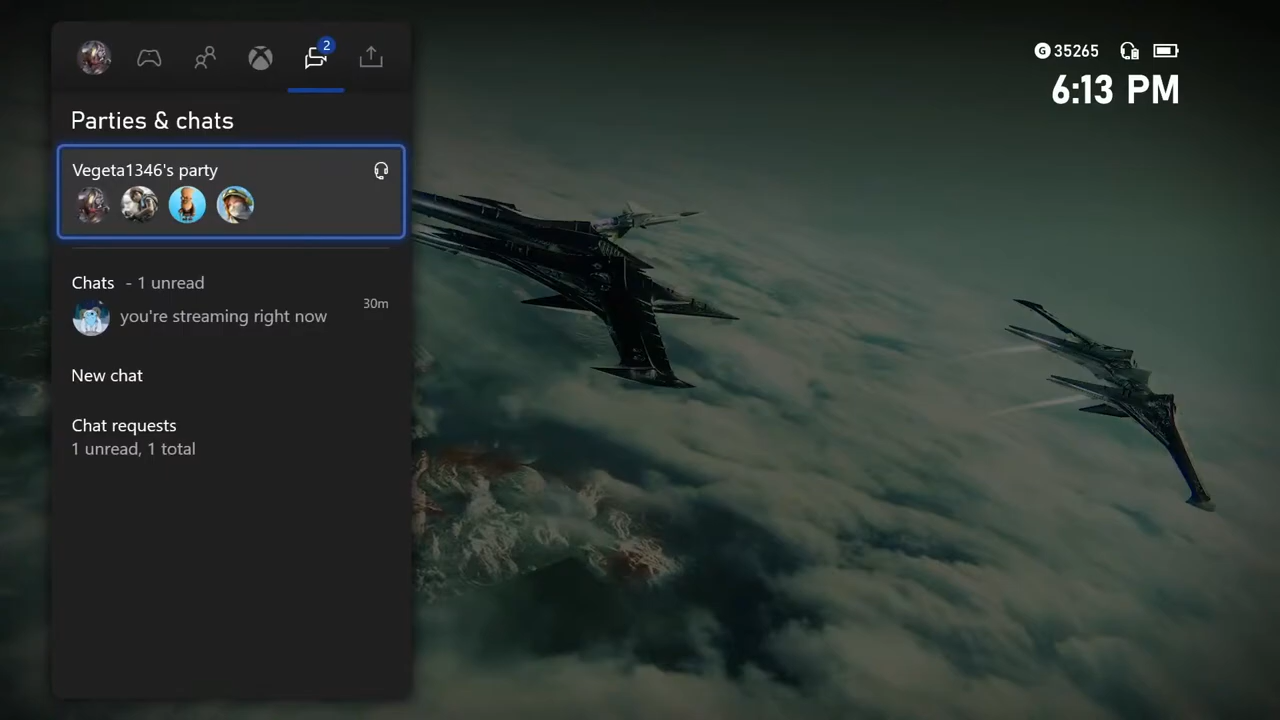 2
G 35265
6:13 PM
Parties & chats
Vegeta1346's party
Chats - 1 unread
30m
you're streaming right now
New chat
Chat requests
1 unread, 1 total